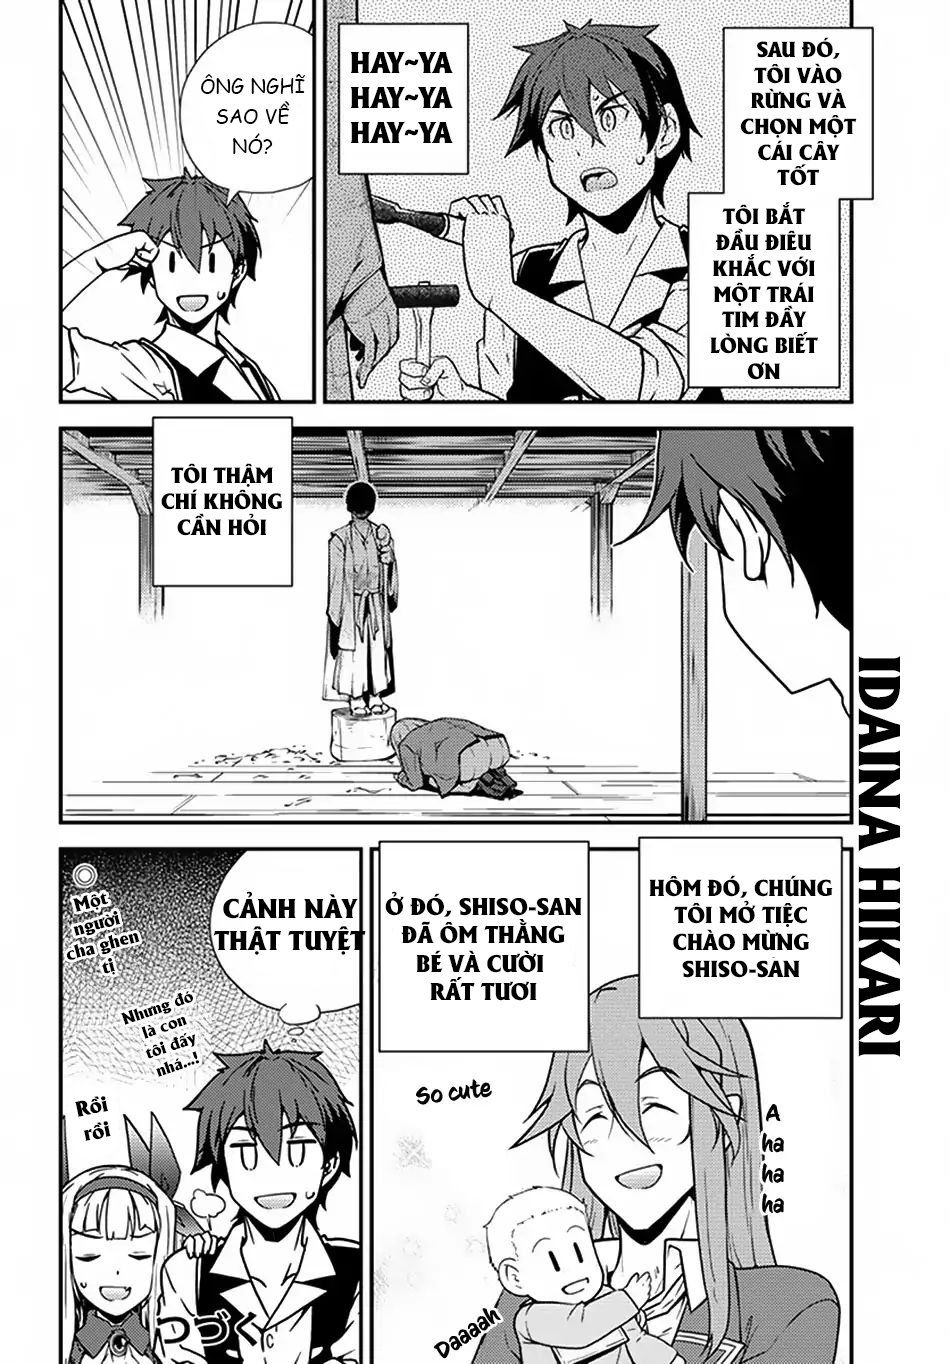 SAU ĐÓ,
TÔI VÀO
RỪNG VÀ
CHỌN MỘT
CÁI CÂY
TỐT
TÔI BẮT
ĐẦU ĐIÊU
KHẮC VỚI
MỘT TRÁI
TIM ĐẦY
LÒNG BIẾT
ƠN
HAY~YA
HAY~YA
HAY~YA
ÔNG NGHĨ
SAO VỀ
NÓ?
TÔI THẬM
CHÍ KHÔNG
CẦN HỎI
IDAINA HIKARI
HÔM ĐÓ, CHÚNG
TÔI MỞ TIỆC
CHÀO MỪNG
SHISO-SAN
Ở ĐÓ, SHISO-SAN
ĐÃ ÔM THẰNG
BÉ VÀ CƯỜI
RẤT TƯƠI
So cute
A
ha
ha
ha
Daaaah
CẢNH NÀY
THẬT TUYỆT
Một
người
cha ghen
tị
Nhưng đó
là con
tôi đấy
nhá...!
Rồi
rồi
つづく